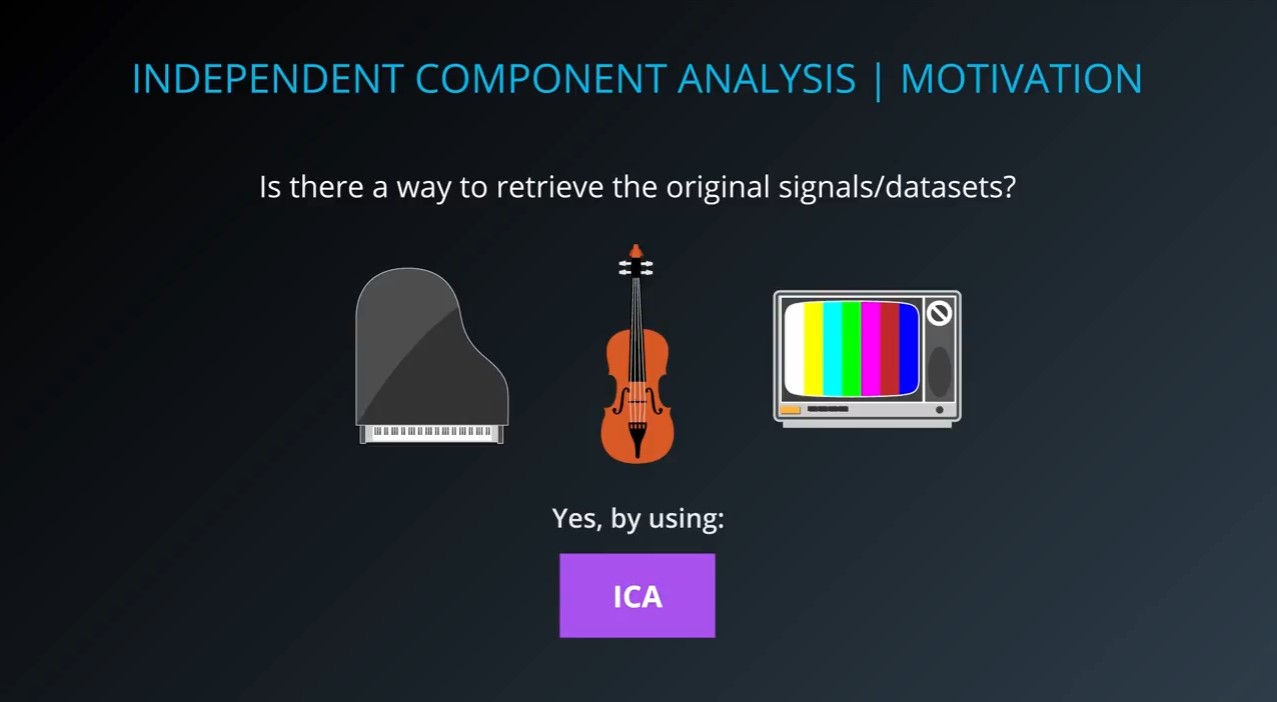 INDEPENDENT COMPONENT ANALYSIS | MOTIVATION
Is there a way to retrieve the original signals/datasets?
Yes, by using:
ICA